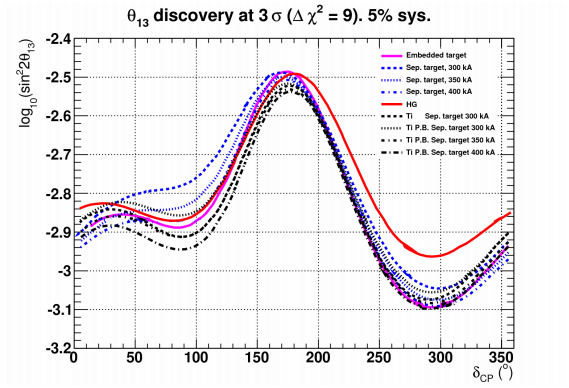 θ13 discovery at 3 σ (Δ χ² = 9). 5% sys.
log10(sin²2θ13)
-2.4
-2.5
-2.6
-2.7
-2.8
-2.9
-3
-3.1
-3.2
Embedded target
Sep. target, 300 kA
Sep. target, 350 kA
Sep. target, 400 kA
HG
Ti Sep. target 300 kA
Ti P.B. Sep. target 300 kA
Ti P.B. Sep. target 350 kA
Ti P.B. Sep. target 400 kA
0 50 100 150 200 250 300 350
δCP (°)